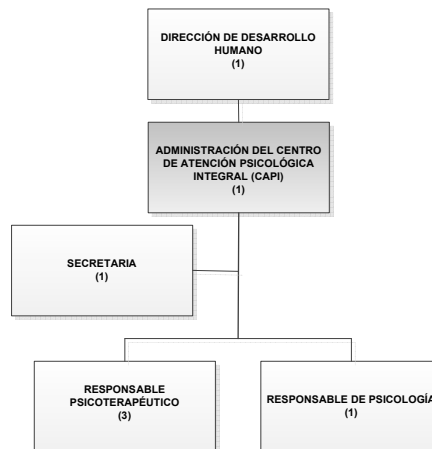 DIRECCIÓN DE DESARROLLO
HUMANO
(1)
ADMINISTRACIÓN DEL CENTRO
DE ATENCIÓN PSICOLÓGICA
INTEGRAL (CAPI)
(1)
SECRETARIA
(1)
RESPONSABLE
PSICOTERAPÉUTICO
(3)
RESPONSABLE DE PSICOLOGÍA
(1)